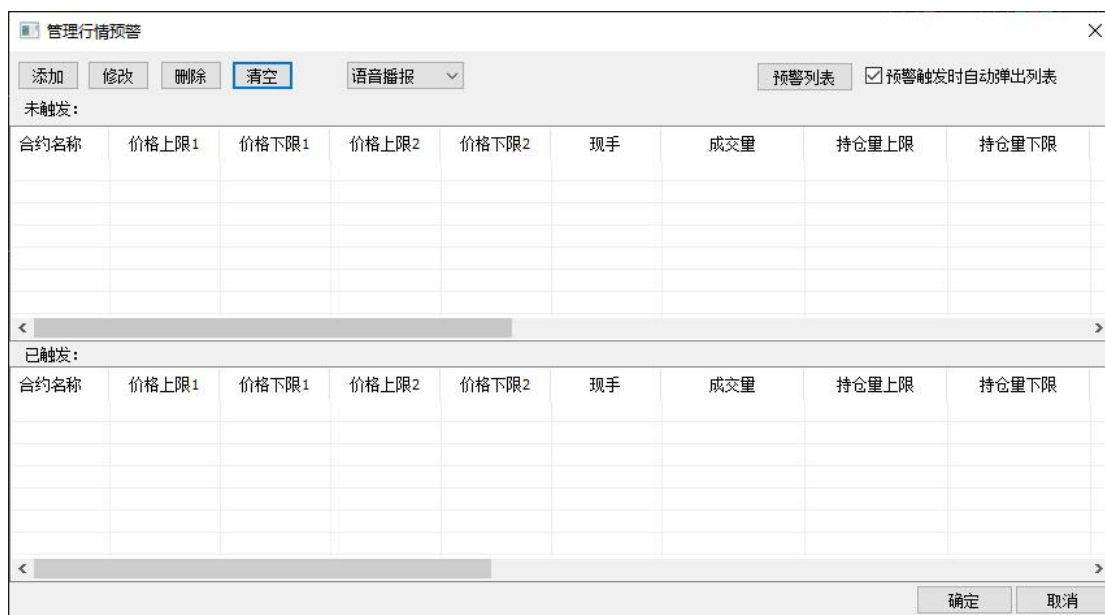 管理行情预警
添加 修改 删除 清空 语音播报 预警列表 预警触发时自动弹出列表
未触发:
合约名称 价格上限1 价格下限1 价格上限2 价格下限2 现手 成交量 持仓量上限 持仓量下限
已触发:
合约名称 价格上限1 价格下限1 价格上限2 价格下限2 现手 成交量 持仓量上限 持仓量下限
确定 取消